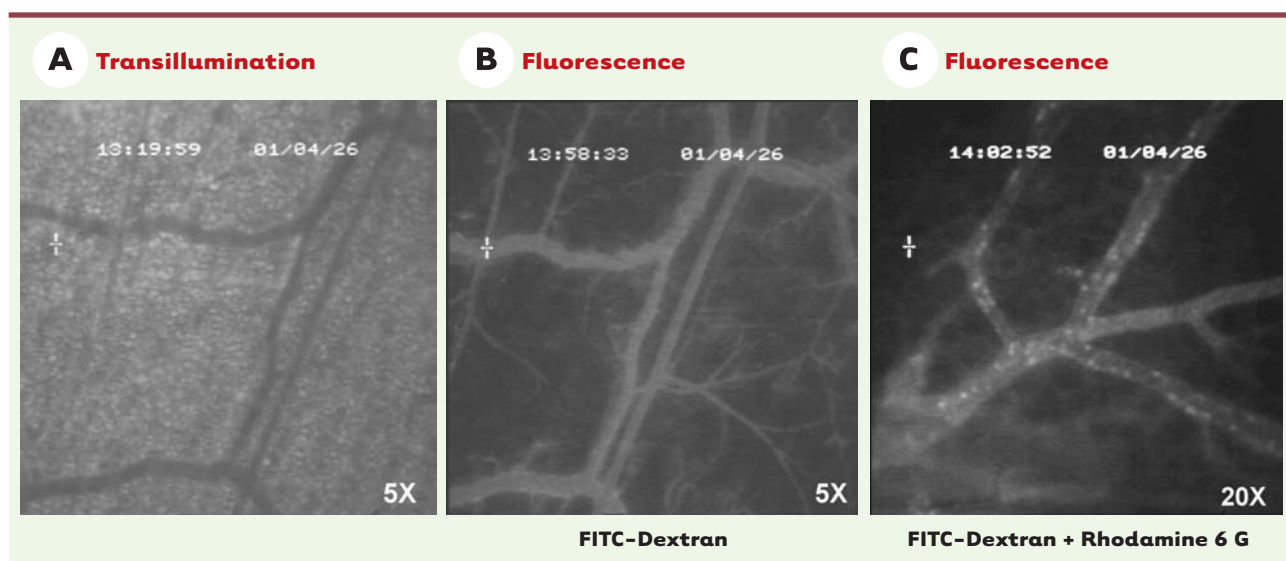 A Transillumination
B Fluorescence
C Fluorescence
13:19:59 01/04/26
13:58:33 01/04/26
14:02:52 01/04/26
5X
5X
20X
FITC-Dextran
FITC-Dextran + Rhodamine 6 G